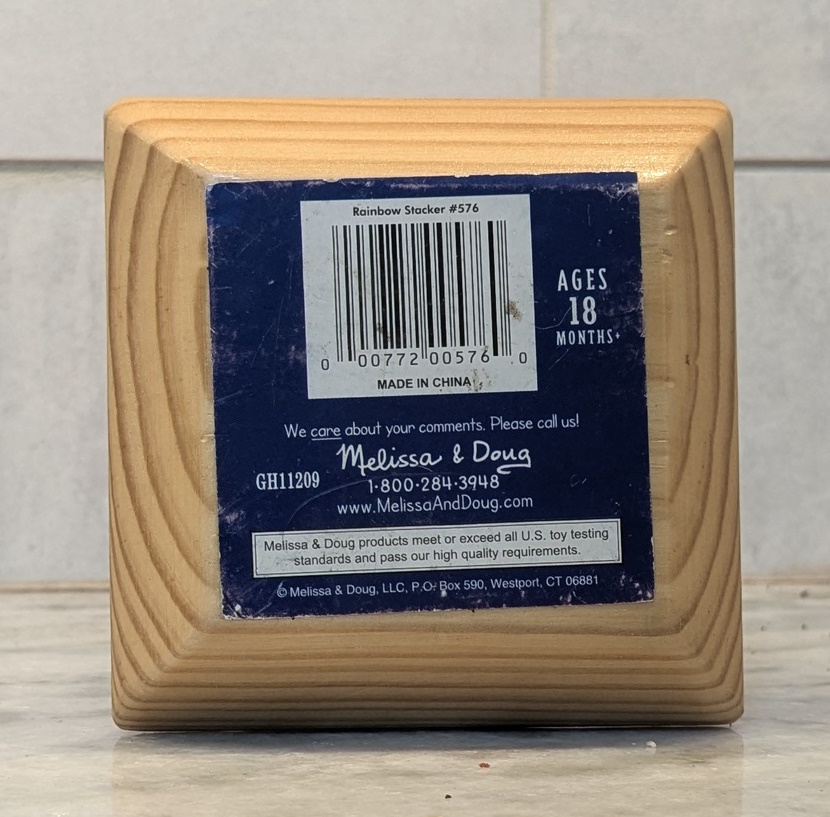 Rainbow Stacker #576
0 00772 00576 0
MADE IN CHINA
AGES
18
MONTHS+
We care about your comments. Please call us!
Melissa & Doug
GH11209
1·800·284·3948
www.MelissaAndDoug.com
Melissa & Doug products meet or exceed all U.S. toy testing
standards and pass our high quality requirements.
© Melissa & Doug, LLC, P.O. Box 590, Westport, CT 06881